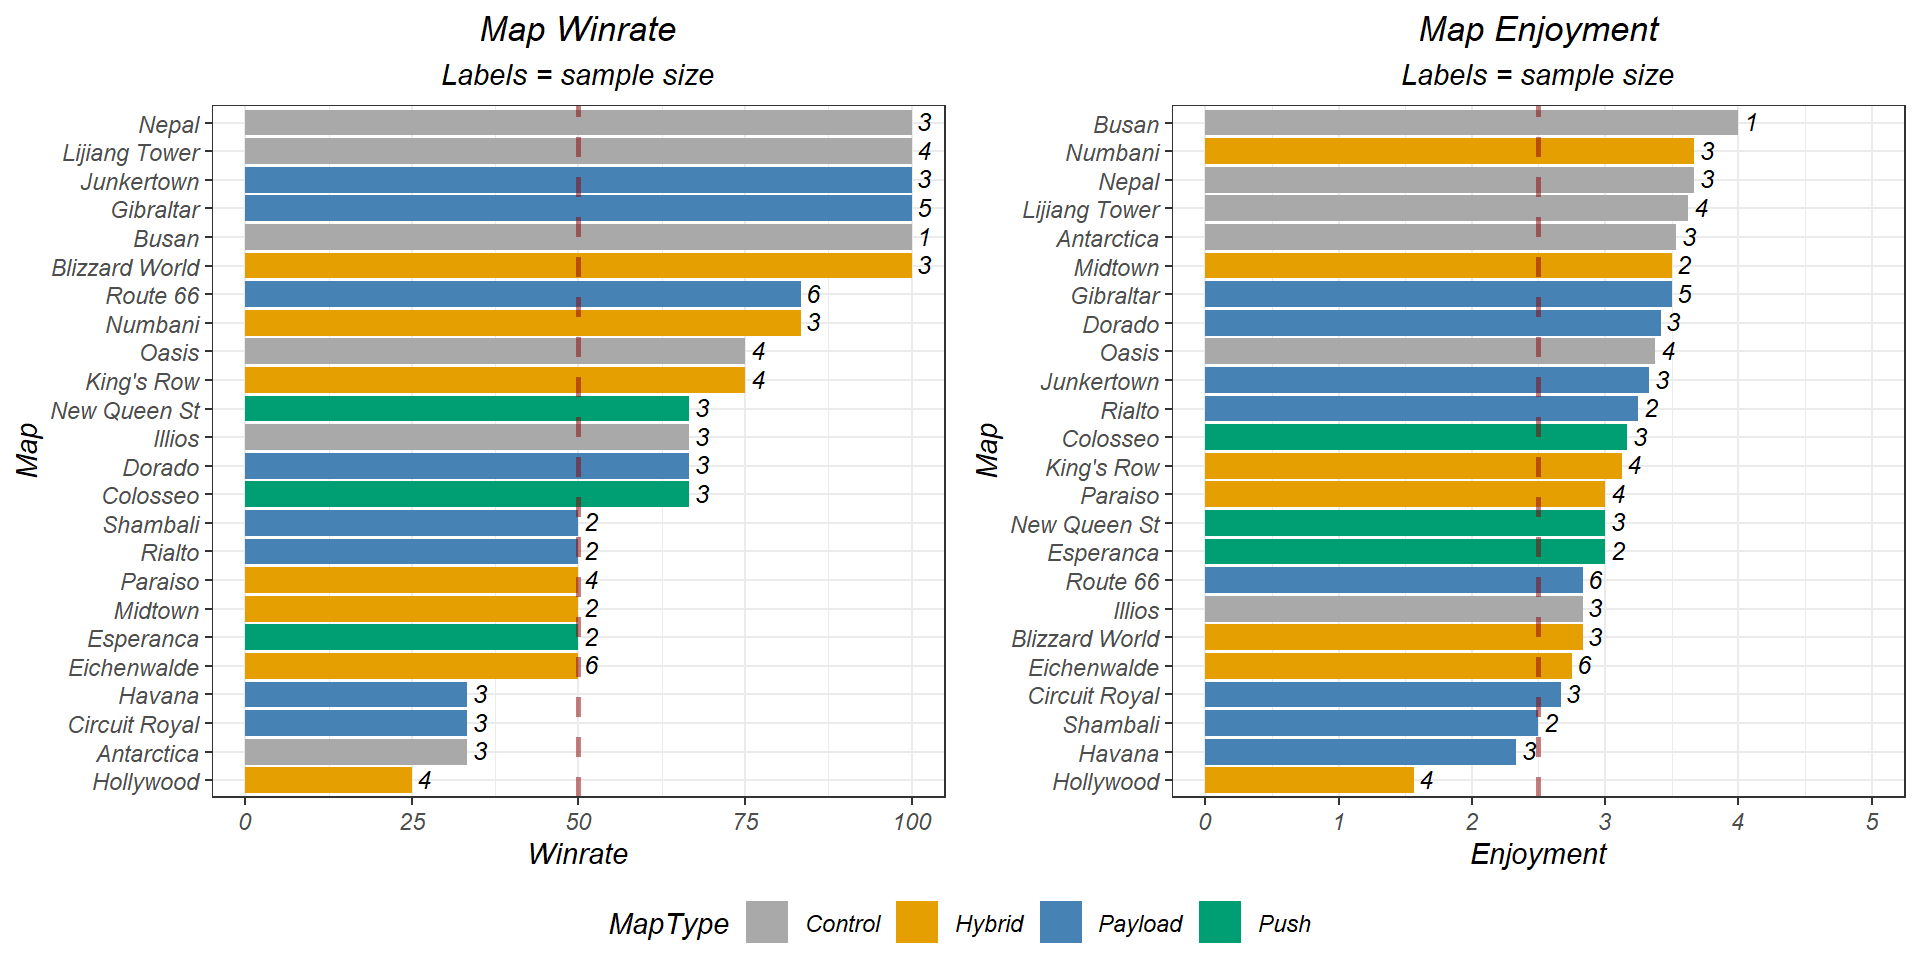 Map Winrate
Labels = sample size
Map
Nepal 3
Lijiang Tower 4
Junkertown 3
Gibraltar 5
Busan 1
Blizzard World 3
Route 66 6
Numbani 3
Oasis 4
King's Row 4
New Queen St 3
Illios 3
Dorado 3
Colosseo 3
Shambali 2
Rialto 2
Paraiso 4
Midtown 2
Esperanca 2
Eichenwalde 6
Havana 3
Circuit Royal 3
Antarctica 3
Hollywood 4
0 25 50 75 100
Winrate
Map Enjoyment
Labels = sample size
Map
Busan 1
Numbani 3
Nepal 3
Lijiang Tower 4
Antarctica 3
Midtown 2
Gibraltar 5
Dorado 3
Oasis 4
Junkertown 3
Rialto 2
Colosseo 3
King's Row 4
Paraiso 4
New Queen St 3
Esperanca 2
Route 66 6
Illios 3
Blizzard World 3
Eichenwalde 6
Circuit Royal 3
Shambali 2
Havana 3
Hollywood 4
0 1 2 3 4 5
Enjoyment
MapType Control Hybrid Payload Push